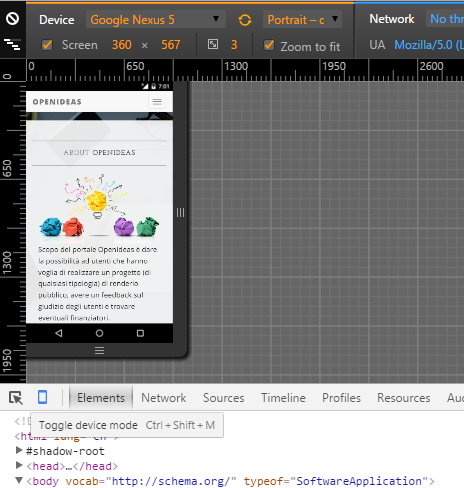 Device Google Nexus 5 Portrait – c Network No thr
Screen 360 × 567 3 Zoom to fit UA Mozilla/5.0 (L
0 0 650 1300 1950 2600
650
1300
1950
7:01
OPENIDEAS
ABOUT OPENIDEAS
Scopo del portale OpenIdeas è dare
la possibilità ad utenti che hanno
voglia di realizzare un progetto (di
qualsiasi tipologia) di renderlo
pubblico, avere un feedback sul
giudizio degli utenti e trovare
eventuali finanziatori.
Elements Network Sources Timeline Profiles Resources Au
Toggle device mode Ctrl+Shift+M
#shadow-root
<head>…</head>
<body vocab="http://schema.org/" typeof="SoftwareApplication">